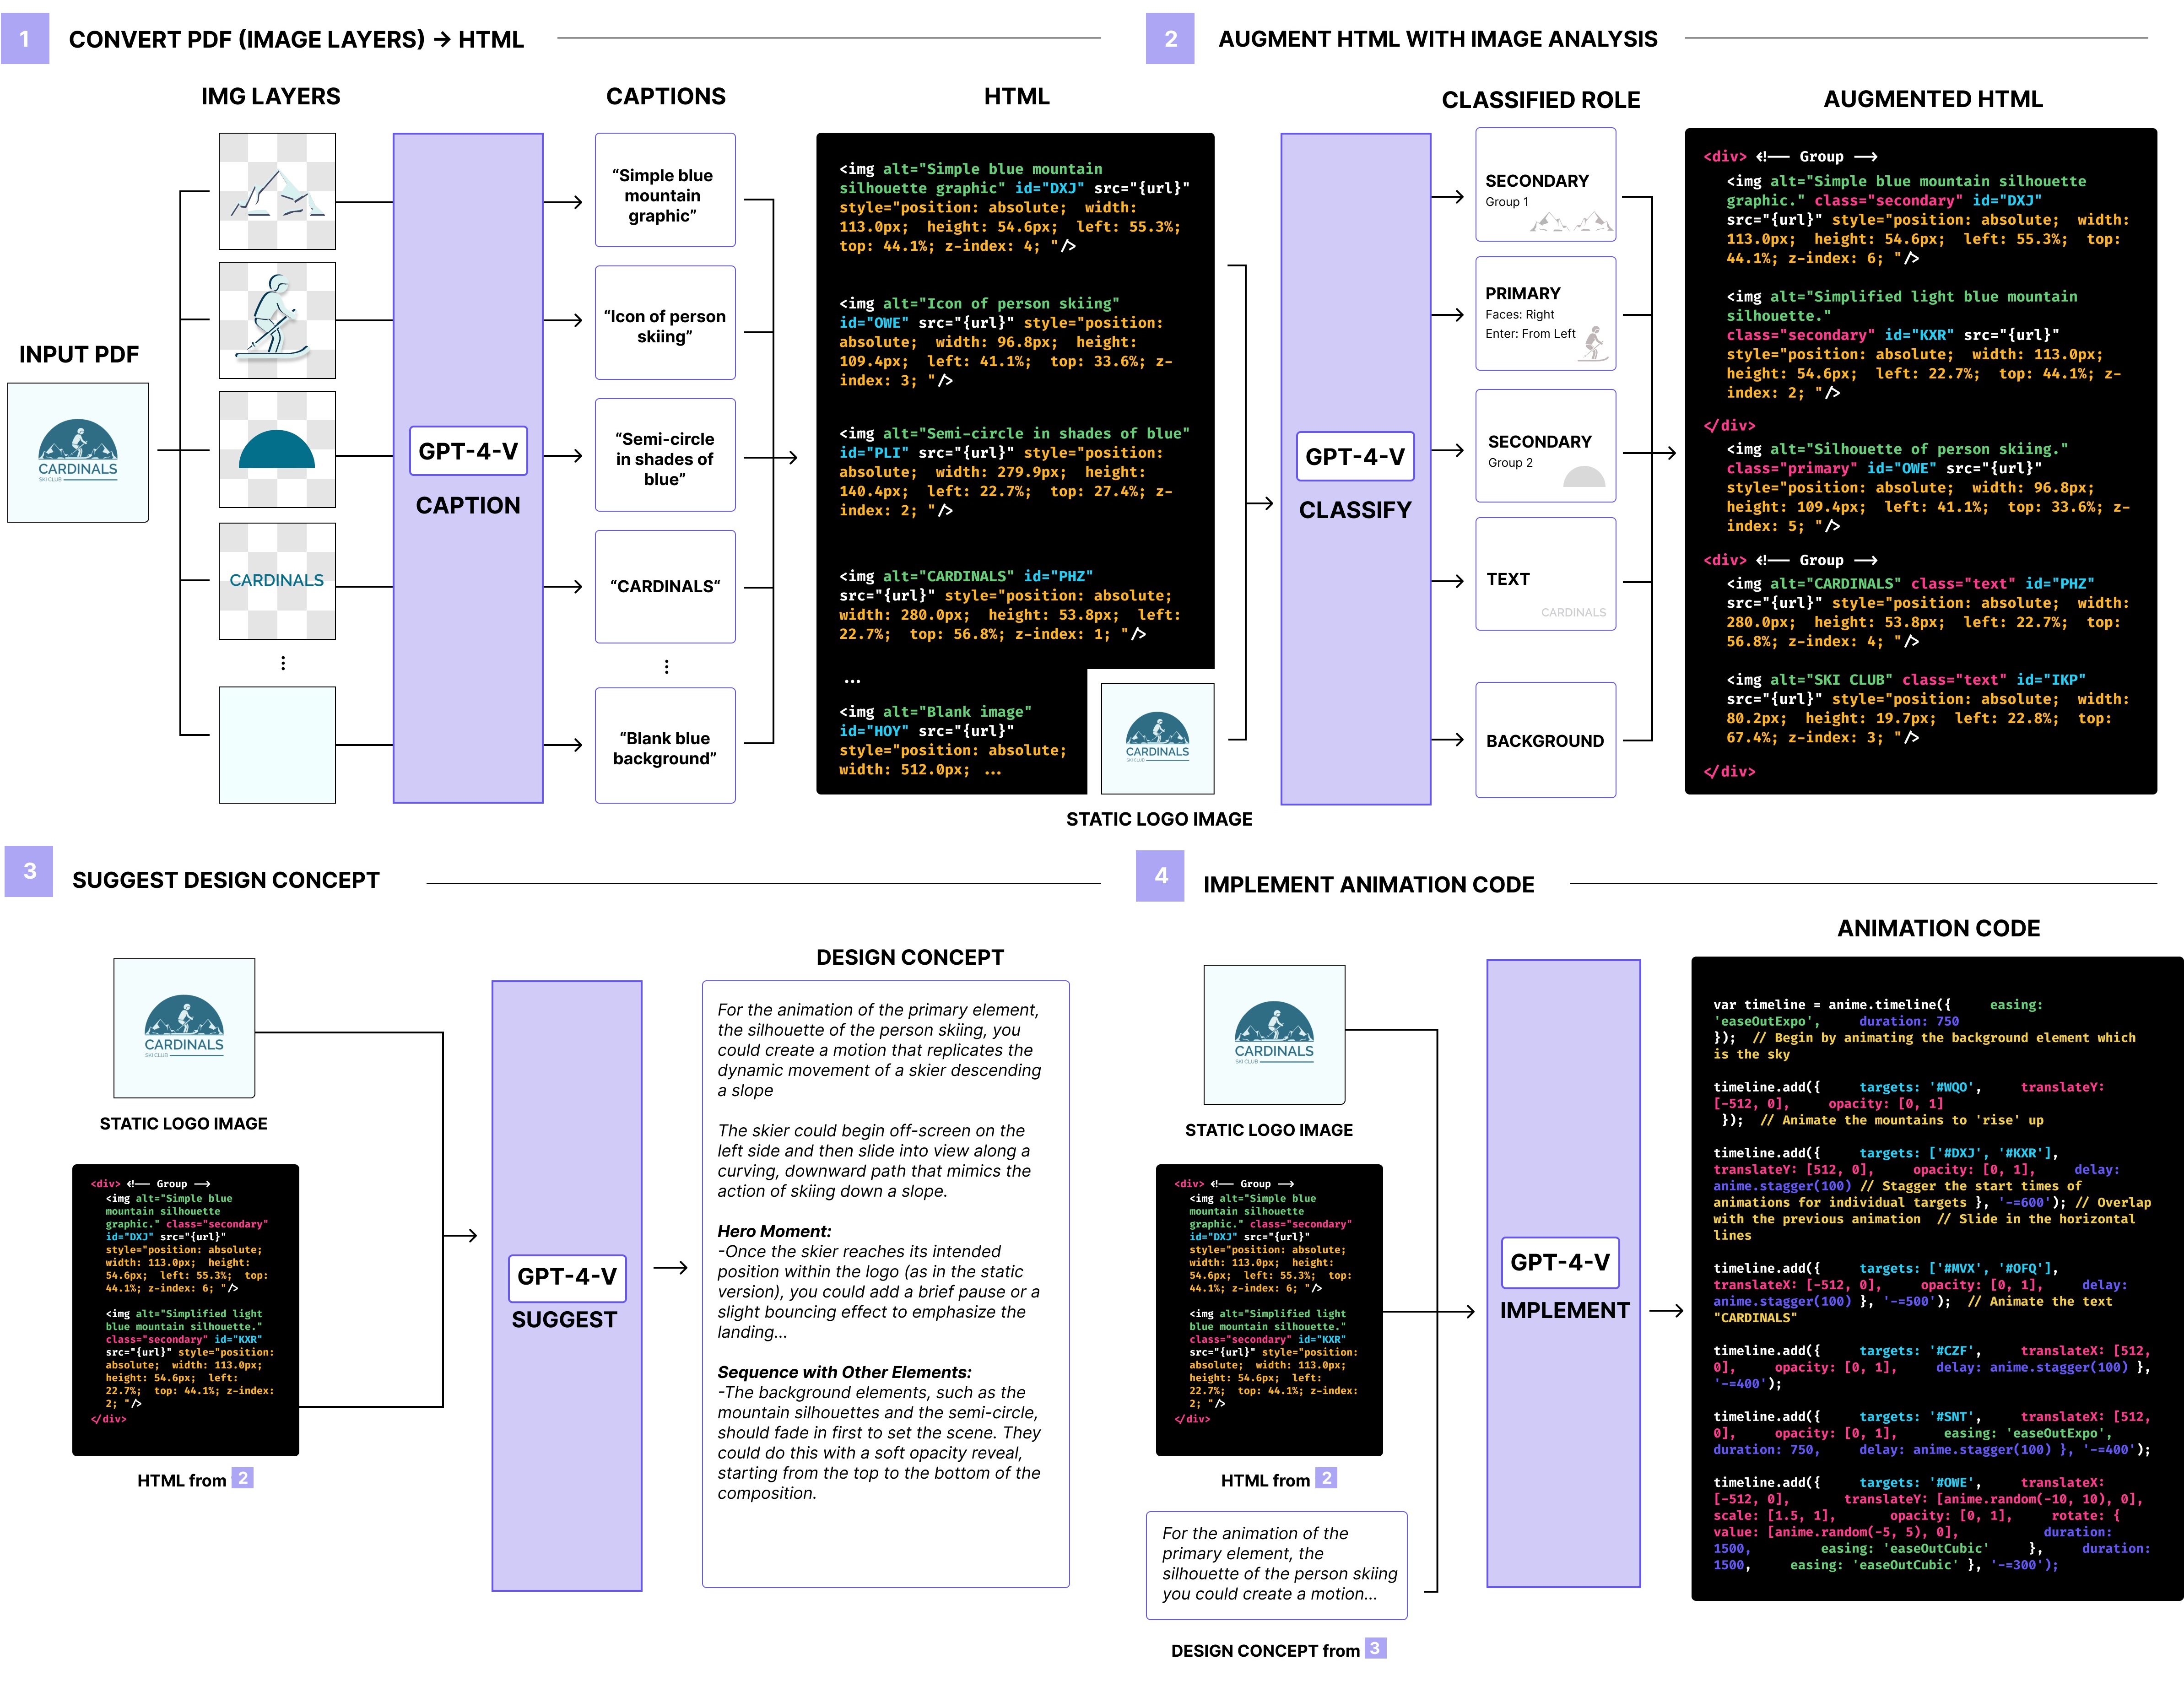 1
CONVERT PDF (IMAGE LAYERS) → HTML
IMG LAYERS
CAPTIONS
HTML
INPUT PDF
CARDINALS
SKI CLUB
CARDINALS
GPT-4-V
CAPTION
“Simple blue
mountain
graphic”
“Icon of person
skiing”
“Semi-circle
in shades of
blue”
“CARDINALS“
“Blank blue
background”
<img alt="Simple blue mountain
silhouette graphic" id="DXJ" src="{url}"
style="position: absolute;  width:
113.0px;  height: 54.6px;  left: 55.3%;
top: 44.1%; z-index: 4; "/>
<img alt="Icon of person skiing"
id="OWE" src="{url}" style="position:
absolute;  width: 96.8px;  height:
109.4px;  left: 41.1%;  top: 33.6%; z-
index: 3; "/>
<img alt="Semi-circle in shades of blue"
id="PLI" src="{url}" style="position:
absolute;  width: 279.9px;  height:
140.4px;  left: 22.7%;  top: 27.4%; z-
index: 2; "/>
<img alt="CARDINALS" id="PHZ"
src="{url}" style="position: absolute;
width: 280.0px;  height: 53.8px;  left:
22.7%;  top: 56.8%; z-index: 1; "/>
...
<img alt="Blank image"
id="HOY" src="{url}"
style="position: absolute;
width: 512.0px; ...
CARDINALS
SKI CLUB
STATIC LOGO IMAGE
2
AUGMENT HTML WITH IMAGE ANALYSIS
CLASSIFIED ROLE
AUGMENTED HTML
GPT-4-V
CLASSIFY
SECONDARY
Group 1
PRIMARY
Faces: Right
Enter: From Left
SECONDARY
Group 2
TEXT
CARDINALS
BACKGROUND
<div> <!-- Group -->
<img alt="Simple blue mountain silhouette
graphic." class="secondary" id="DXJ"
src="{url}" style="position: absolute;  width:
113.0px;  height: 54.6px;  left: 55.3%;  top:
44.1%; z-index: 6; "/>
<img alt="Simplified light blue mountain
silhouette."
class="secondary" id="KXR" src="{url}"
style="position: absolute;  width: 113.0px;
height: 54.6px;  left: 22.7%;  top: 44.1%; z-
index: 2; "/>
</div>
<img alt="Silhouette of person skiing."
class="primary" id="OWE" src="{url}"
style="position: absolute;  width: 96.8px;
height: 109.4px;  left: 41.1%;  top: 33.6%; z-
index: 5; "/>
<div> <!-- Group -->
<img alt="CARDINALS" class="text" id="PHZ"
src="{url}" style="position: absolute;  width:
280.0px;  height: 53.8px;  left: 22.7%;  top:
56.8%; z-index: 4; "/>
<img alt="SKI CLUB" class="text" id="IKP"
src="{url}" style="position: absolute;  width:
80.2px;  height: 19.7px;  left: 22.8%;  top:
67.4%; z-index: 3; "/>
</div>
3
SUGGEST DESIGN CONCEPT
CARDINALS
SKI CLUB
STATIC LOGO IMAGE
<div> <!-- Group -->
<img alt="Simple blue
mountain silhouette
graphic." class="secondary"
id="DXJ" src="{url}"
style="position: absolute;
width: 113.0px;  height:
54.6px;  left: 55.3%;  top:
44.1%; z-index: 6; "/>
<img alt="Simplified light
blue mountain silhouette."
class="secondary" id="KXR"
src="{url}" style="position:
absolute;  width: 113.0px;
height: 54.6px;  left:
22.7%;  top: 44.1%; z-index:
2; "/>
</div>
HTML from 2
GPT-4-V
SUGGEST
DESIGN CONCEPT
For the animation of the primary element,
the silhouette of the person skiing, you
could create a motion that replicates the
dynamic movement of a skier descending
a slope
The skier could begin off-screen on the
left side and then slide into view along a
curving, downward path that mimics the
action of skiing down a slope.
Hero Moment:
-Once the skier reaches its intended
position within the logo (as in the static
version), you could add a brief pause or a
slight bouncing effect to emphasize the
landing...
Sequence with Other Elements:
-The background elements, such as the
mountain silhouettes and the semi-circle,
should fade in first to set the scene. They
could do this with a soft opacity reveal,
starting from the top to the bottom of the
composition.
4
IMPLEMENT ANIMATION CODE
CARDINALS
SKI CLUB
STATIC LOGO IMAGE
<div> <!-- Group -->
<img alt="Simple blue
mountain silhouette
graphic." class="secondary"
id="DXJ" src="{url}"
style="position: absolute;
width: 113.0px;  height:
54.6px;  left: 55.3%;  top:
44.1%; z-index: 6; "/>
<img alt="Simplified light
blue mountain silhouette."
class="secondary" id="KXR"
src="{url}" style="position:
absolute;  width: 113.0px;
height: 54.6px;  left:
22.7%;  top: 44.1%; z-index:
2; "/>
</div>
HTML from 2
For the animation of the
primary element, the
silhouette of the person skiing
you could create a motion...
DESIGN CONCEPT from 3
GPT-4-V
IMPLEMENT
ANIMATION CODE
var timeline = anime.timeline({     easing:
'easeOutExpo',     duration: 750
});  // Begin by animating the background element which
is the sky
timeline.add({     targets: '#WQO',     translateY:
[-512, 0],     opacity: [0, 1]
});  // Animate the mountains to 'rise' up
timeline.add({     targets: ['#DXJ', '#KXR'],
translateY: [512, 0],     opacity: [0, 1],     delay:
anime.stagger(100) // Stagger the start times of
animations for individual targets }, '-=600'); // Overlap
with the previous animation  // Slide in the horizontal
lines
timeline.add({     targets: ['#MVX', '#OFQ'],
translateX: [-512, 0],     opacity: [0, 1],     delay:
anime.stagger(100) }, '-=500');  // Animate the text
"CARDINALS"
timeline.add({     targets: '#CZF',     translateX: [512,
0],     opacity: [0, 1],     delay: anime.stagger(100) },
'-=400');
timeline.add({     targets: '#SNT',     translateX: [512,
0],     opacity: [0, 1],     easing: 'easeOutExpo',
duration: 750,     delay: anime.stagger(100) }, '-=400');
timeline.add({     targets: '#OWE',     translateX:
[-512, 0],     translateY: [anime.random(-10, 10), 0],
scale: [1.5, 1],     opacity: [0, 1],     rotate: {
value: [anime.random(-5, 5), 0],     duration:
1500,     easing: 'easeOutCubic'     },     duration:
1500,     easing: 'easeOutCubic' }, '-=300');